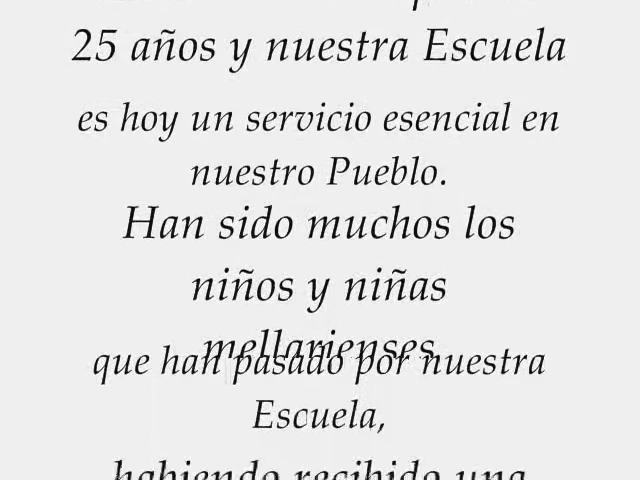 25 años y nuestra Escuela
es hoy un servicio esencial en
nuestro Pueblo.
Han sido muchos los
niños y niñas
mellarienses
que han pasado por nuestra
Escuela,
habiendo recibido una